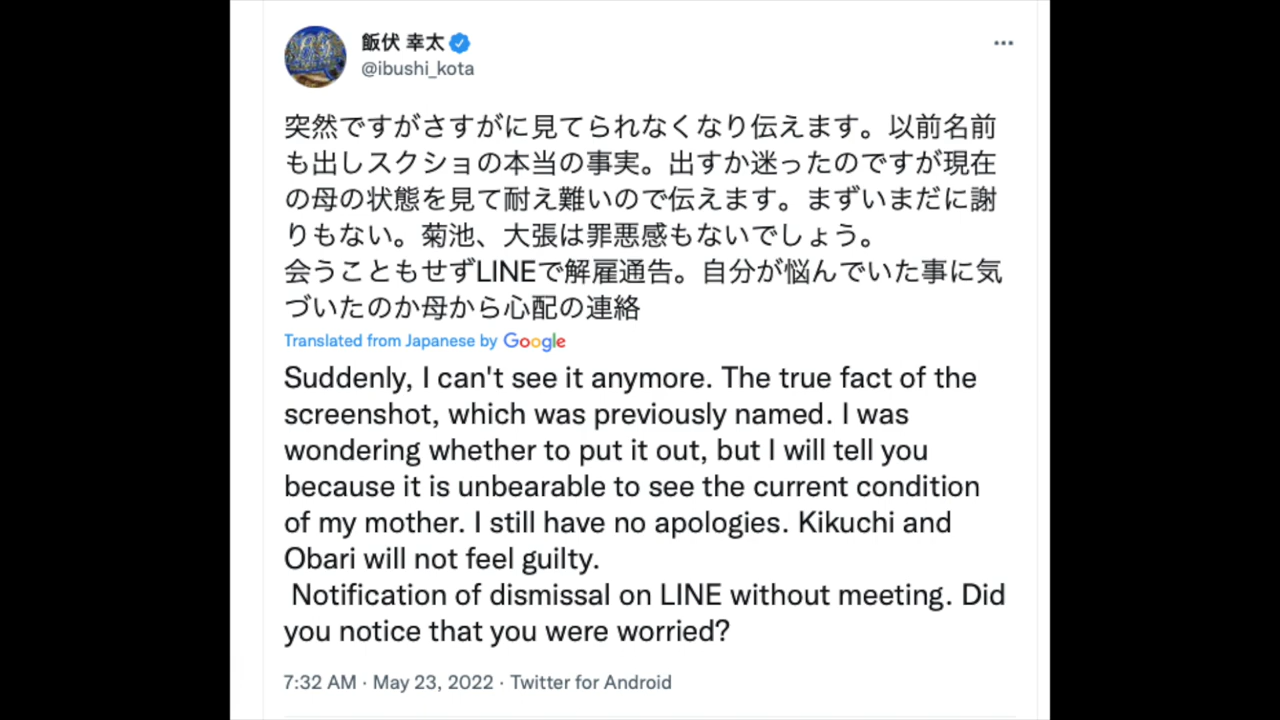 飯伏 幸太
@ibushi_kota
突然ですがさすがに見てられなくなり伝えます。以前名前
も出しスクショの本当の事実。出すか迷ったのですが現在
の母の状態を見て耐え難いので伝えます。まずいまだに謝
りもない。菊池、大張は罪悪感もないでしょう。
会うこともせずLINEで解雇通告。自分が悩んでいた事に気
づいたのか母から心配の連絡
Translated from Japanese by Google
Suddenly, I can't see it anymore. The true fact of the
screenshot, which was previously named. I was
wondering whether to put it out, but I will tell you
because it is unbearable to see the current condition
of my mother. I still have no apologies. Kikuchi and
Obari will not feel guilty.
Notification of dismissal on LINE without meeting. Did
you notice that you were worried?
7:32 AM · May 23, 2022 · Twitter for Android